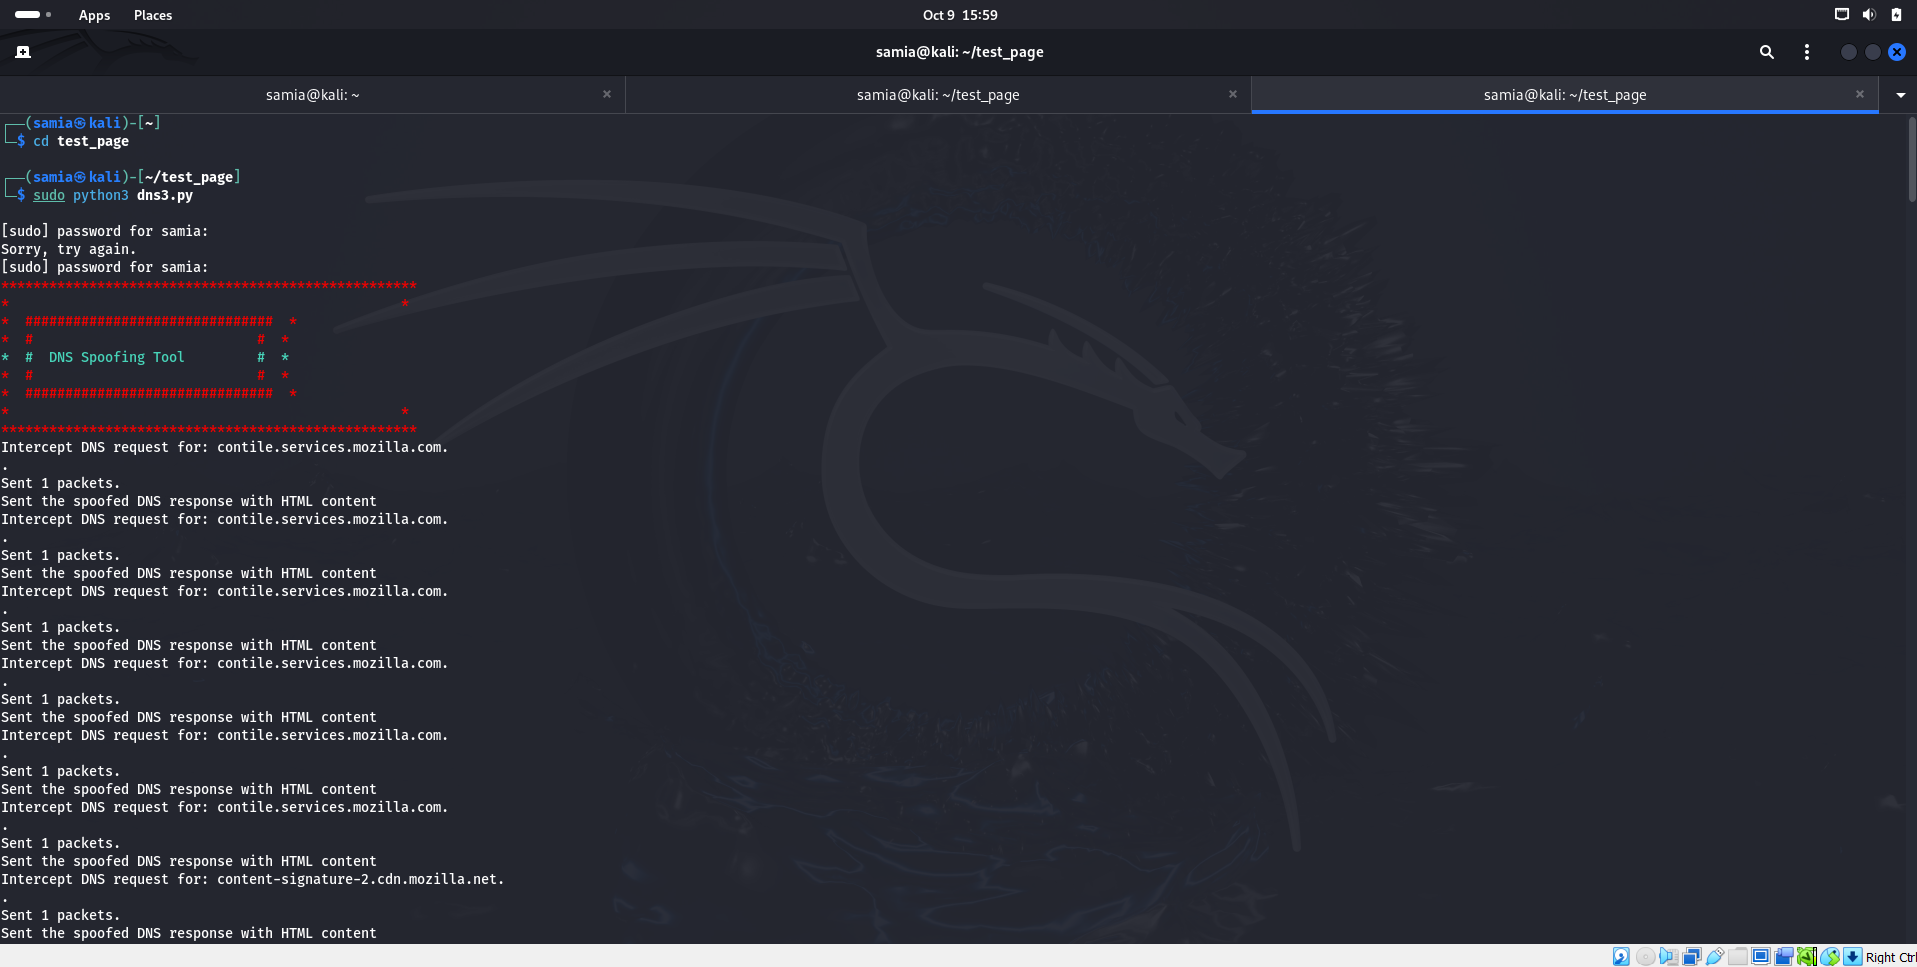 Apps Places Oct 9 15:59
samia@kali: ~/test_page
samia@kali: ~ samia@kali: ~/test_page samia@kali: ~/test_page
┌──(samia㉿kali)-[~]
└─$ cd test_page
┌──(samia㉿kali)-[~/test_page]
└─$ sudo python3 dns3.py
[sudo] password for samia:
Sorry, try again.
[sudo] password for samia:
****************************************************
*                                                 *
*  ###############################  *
*  #                            #  *
*  #  DNS Spoofing Tool         #  *
*  #                            #  *
*  ###############################  *
*                                                 *
****************************************************
Intercept DNS request for: contile.services.mozilla.com.
.
Sent 1 packets.
Sent the spoofed DNS response with HTML content
Intercept DNS request for: contile.services.mozilla.com.
.
Sent 1 packets.
Sent the spoofed DNS response with HTML content
Intercept DNS request for: contile.services.mozilla.com.
.
Sent 1 packets.
Sent the spoofed DNS response with HTML content
Intercept DNS request for: contile.services.mozilla.com.
.
Sent 1 packets.
Sent the spoofed DNS response with HTML content
Intercept DNS request for: contile.services.mozilla.com.
.
Sent 1 packets.
Sent the spoofed DNS response with HTML content
Intercept DNS request for: contile.services.mozilla.com.
.
Sent 1 packets.
Sent the spoofed DNS response with HTML content
Intercept DNS request for: content-signature-2.cdn.mozilla.net.
.
Sent 1 packets.
Sent the spoofed DNS response with HTML content
Right Ctrl